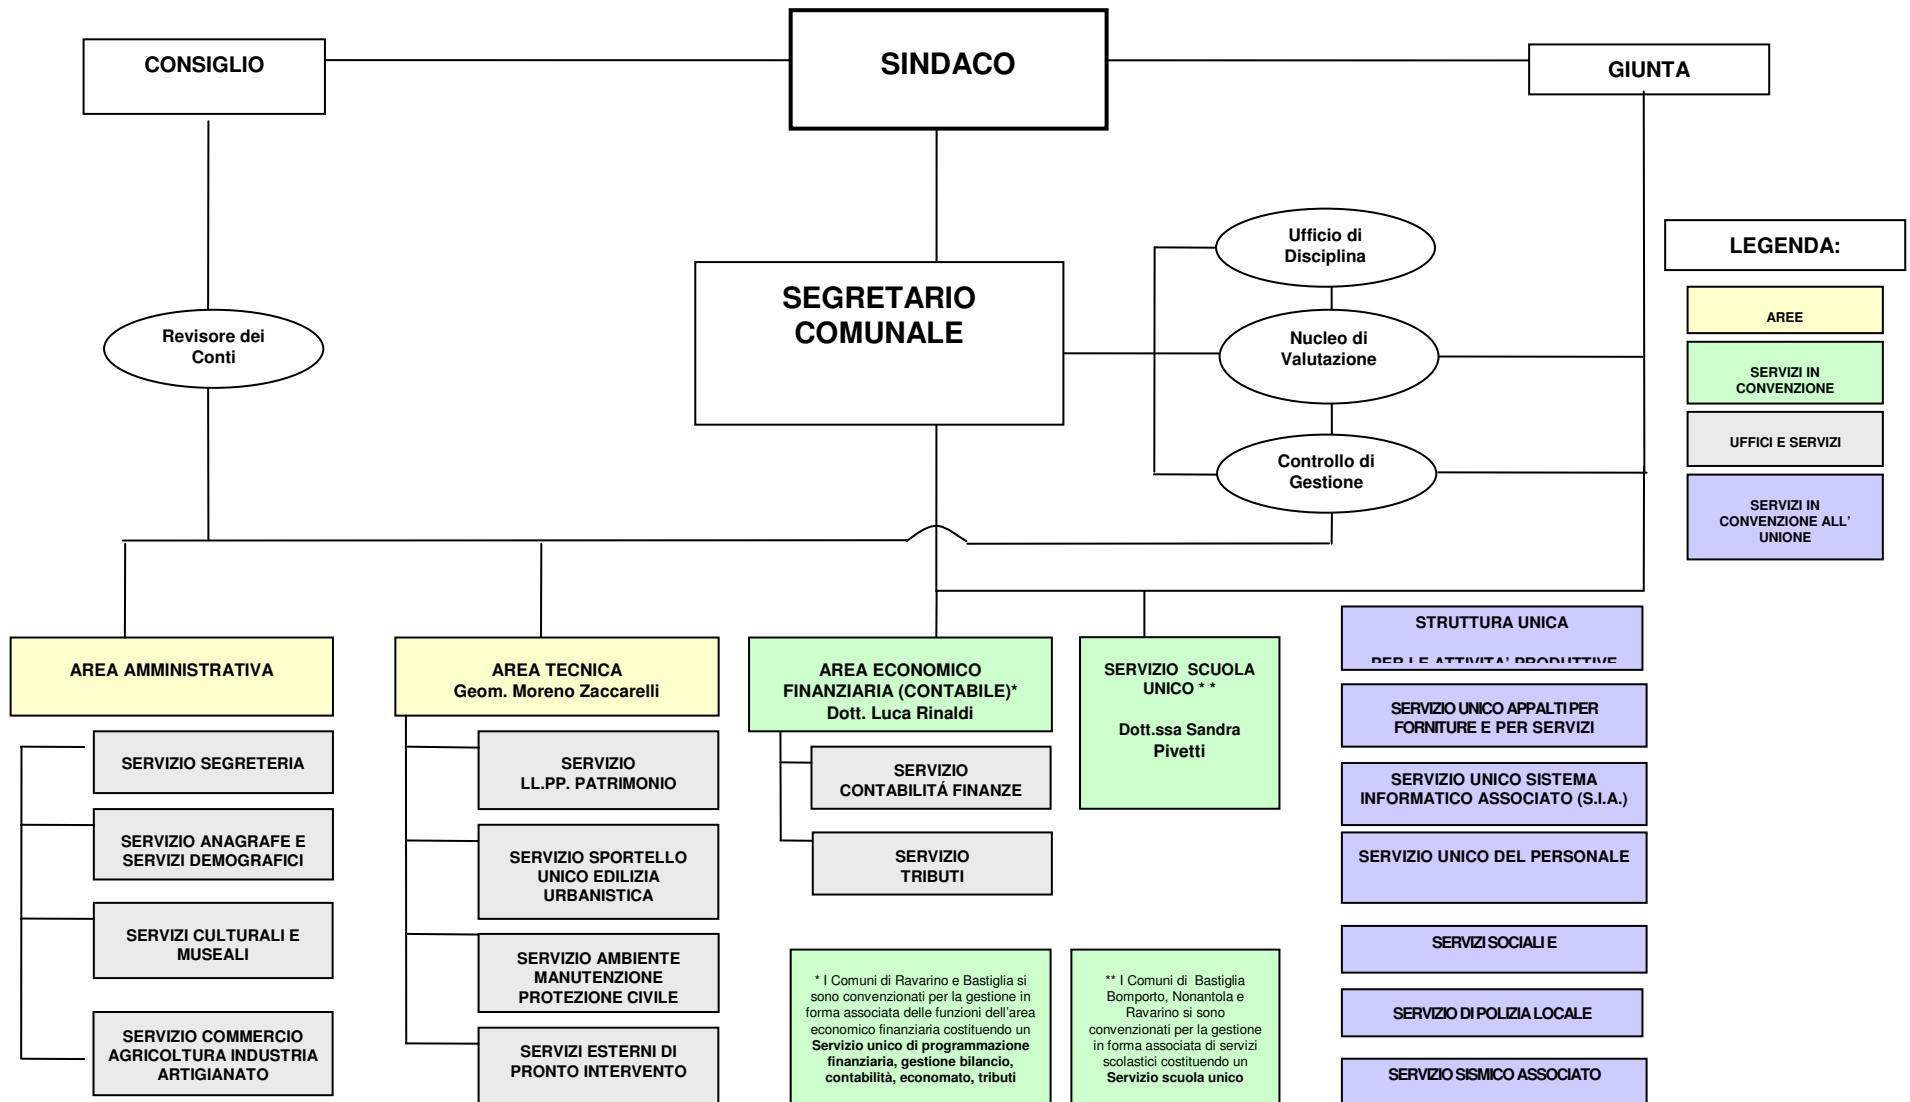 CONSIGLIO
SINDACO
GIUNTA
Ufficio di
Disciplina
LEGENDA:
SEGRETARIO
COMUNALE
AREE
Revisore dei
Conti
Nucleo di
Valutazione
SERVIZI IN
CONVENZIONE
UFFICI E SERVIZI
Controllo di
Gestione
SERVIZI IN
CONVENZIONE ALL'
UNIONE
AREA AMMINISTRATIVA
SERVIZIO SEGRETERIA
SERVIZIO ANAGRAFE E
SERVIZI DEMOGRAFICI
SERVIZI CULTURALI E
MUSEALI
SERVIZIO COMMERCIO
AGRICOLTURA INDUSTRIA
ARTIGIANATO
AREA TECNICA
Geom. Moreno Zaccarelli
SERVIZIO
LL.PP. PATRIMONIO
SERVIZIO SPORTELLO
UNICO EDILIZIA
URBANISTICA
SERVIZIO AMBIENTE
MANUTENZIONE
PROTEZIONE CIVILE
SERVIZI ESTERNI DI
PRONTO INTERVENTO
AREA ECONOMICO
FINANZIARIA (CONTABILE)*
Dott. Luca Rinaldi
SERVIZIO
CONTABILITÁ FINANZE
SERVIZIO
TRIBUTI
* I Comuni di Ravarino e Bastiglia si
sono convenzionati per la gestione in
forma associata delle funzioni dell'area
economico finanziaria costituendo un
Servizio unico di programmazione
finanziaria, gestione bilancio,
contabilità, economato, tributi
SERVIZIO SCUOLA
UNICO * *
Dott.ssa Sandra
Pivetti
** I Comuni di Bastiglia
Bomporto, Nonantola e
Ravarino si sono
convenzionati per la gestione
in forma associata di servizi
scolastici costituendo un
Servizio scuola unico
STRUTTURA UNICA
PER LE ATTIVITA' PRODUTTIVE
SERVIZIO UNICO APPALTI PER
FORNITURE E PER SERVIZI
SERVIZIO UNICO SISTEMA
INFORMATICO ASSOCIATO (S.I.A.)
SERVIZIO UNICO DEL PERSONALE
SERVIZI SOCIALI E
SERVIZIO DI POLIZIA LOCALE
SERVIZIO SISMICO ASSOCIATO